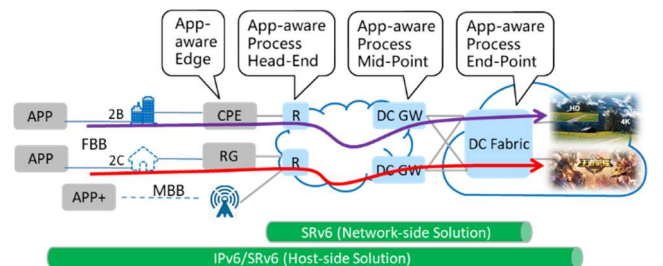 App-
aware
Edge
App-aware
Process
Head-End
App-aware
Process
Mid-Point
App-aware
Process
End-Point
APP
2B
CPE
R
DC GW
HD
4K
FBB
DC Fabric
APP
2C
RG
R
DC GW
APP+
MBB
SRv6 (Network-side Solution)
IPv6/SRv6 (Host-side Solution)